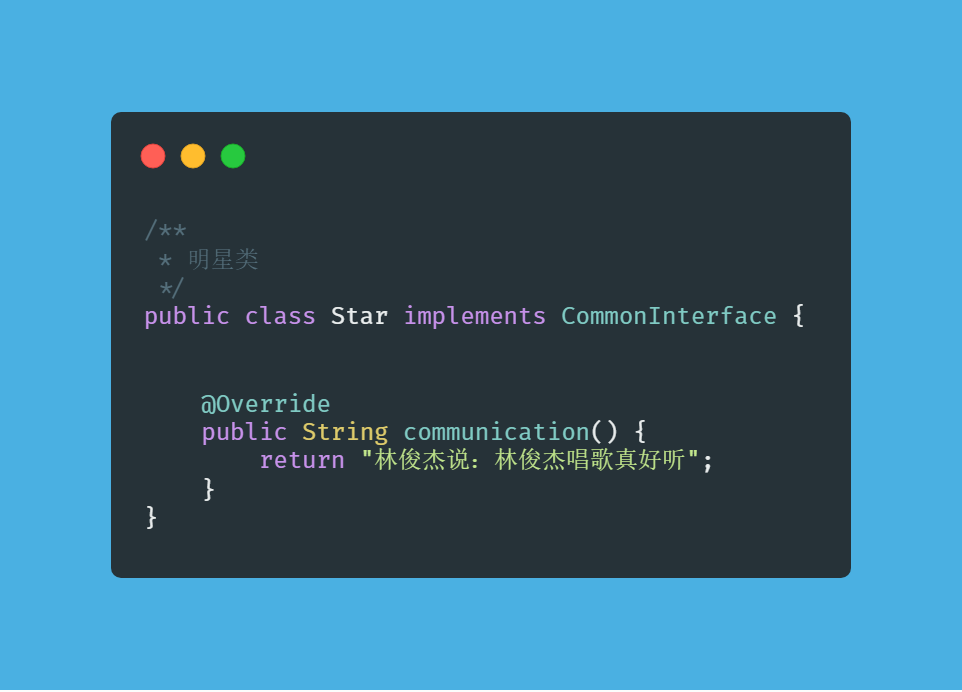 /**
 * 明星类
 */
public class Star implements CommonInterface {
    @Override
    public String communication() {
        return "林俊杰说：林俊杰唱歌真好听";
    }
}